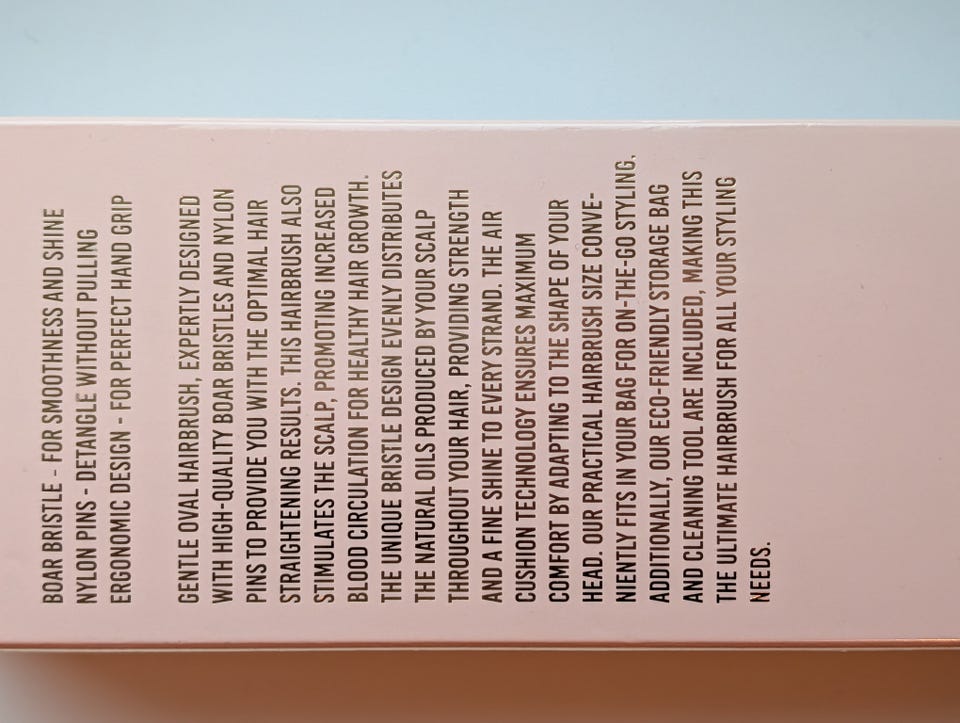 BOAR BRISTLE - FOR SMOOTHNESS AND SHINE
NYLON PINS - DETANGLE WITHOUT PULLING
ERGONOMIC DESIGN - FOR PERFECT HAND GRIP
GENTLE OVAL HAIRBRUSH, EXPERTLY DESIGNED
WITH HIGH-QUALITY BOAR BRISTLES AND NYLON
PINS TO PROVIDE YOU WITH THE OPTIMAL HAIR
STRAIGHTENING RESULTS. THIS HAIRBRUSH ALSO
STIMULATES THE SCALP, PROMOTING INCREASED
BLOOD CIRCULATION FOR HEALTHY HAIR GROWTH.
THE UNIQUE BRISTLE DESIGN EVENLY DISTRIBUTES
THE NATURAL OILS PRODUCED BY YOUR SCALP
THROUGHOUT YOUR HAIR, PROVIDING STRENGTH
AND A FINE SHINE TO EVERY STRAND. THE AIR
CUSHION TECHNOLOGY ENSURES MAXIMUM
COMFORT BY ADAPTING TO THE SHAPE OF YOUR
HEAD. OUR PRACTICAL HAIRBRUSH SIZE CONVE-
NIENTLY FITS IN YOUR BAG FOR ON-THE-GO STYLING.
ADDITIONALLY, OUR ECO-FRIENDLY STORAGE BAG
AND CLEANING TOOL ARE INCLUDED, MAKING THIS
THE ULTIMATE HAIRBRUSH FOR ALL YOUR STYLING
NEEDS.